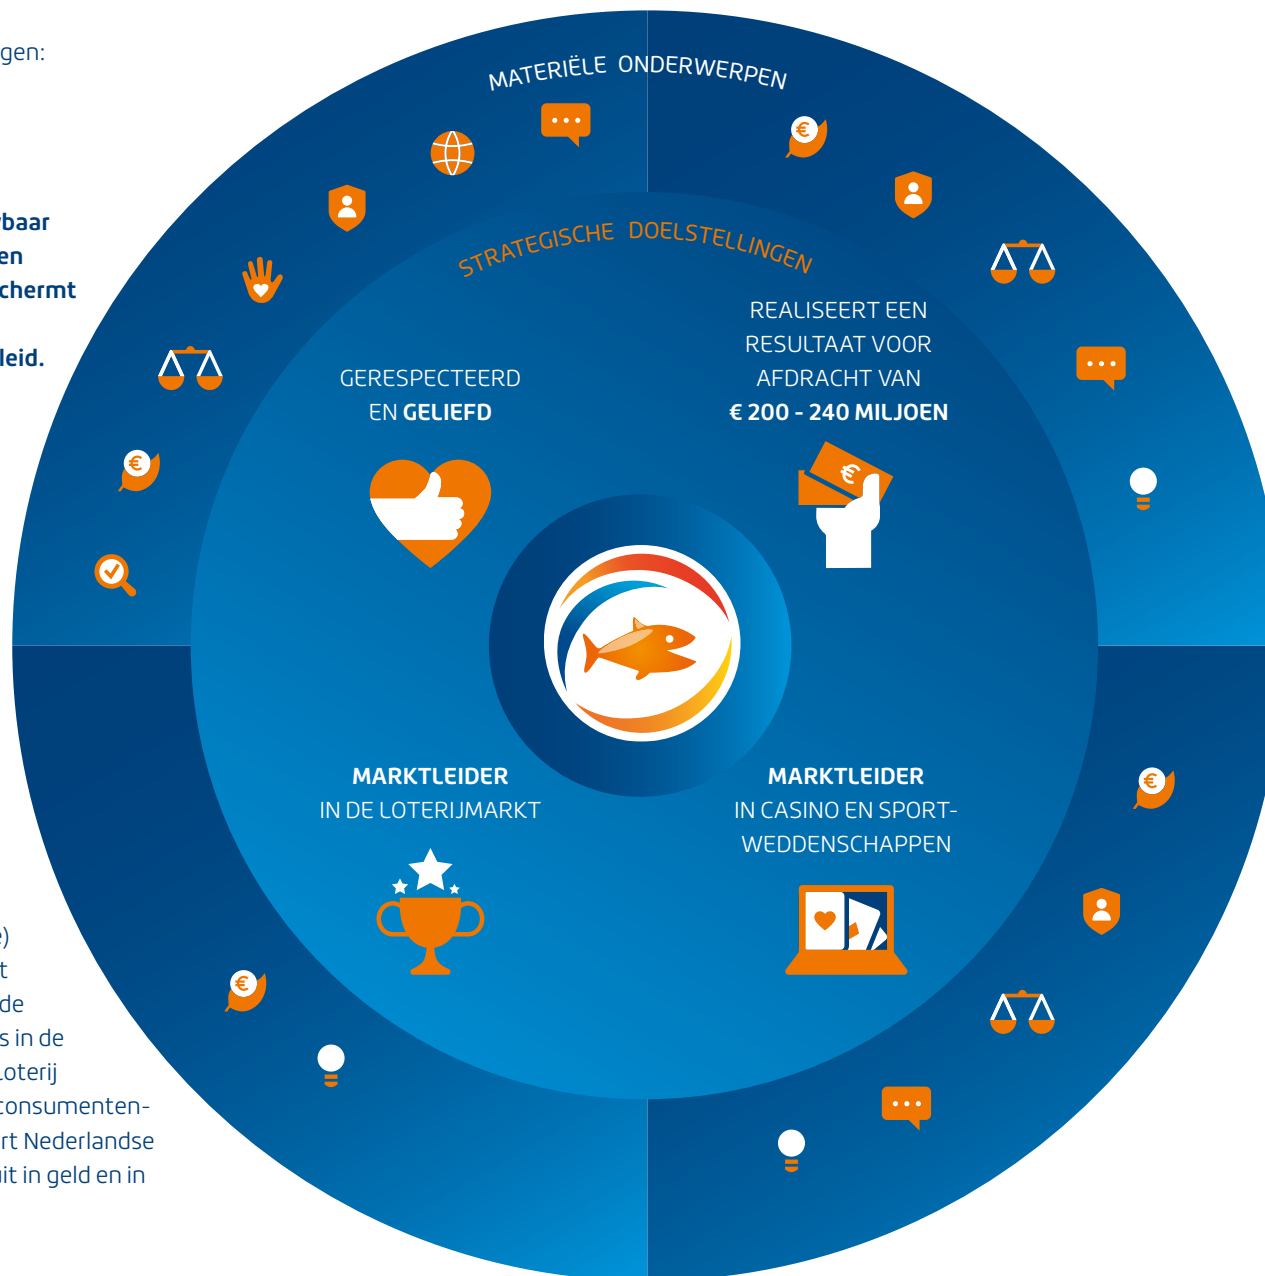 gen:
baar
en
chermt
leid.
MATERIËLE ONDERWERPEN
STRATEGISCHE DOELSTELLINGEN
GERESPECTEERD
EN GELIEFD
REALISEERT EEN
RESULTAAT VOOR
AFDRACHT VAN
€ 200 - 240 MILJOEN
MARKTLEIDER
IN DE LOTERIJMARKT
MARKTLEIDER
IN CASINO EN SPORT-
WEDDENSCHAPPEN
)
t
de
s in de
Loterij
consumenten-
rt Nederlandse
uit in geld en in
€
€
€
€
€